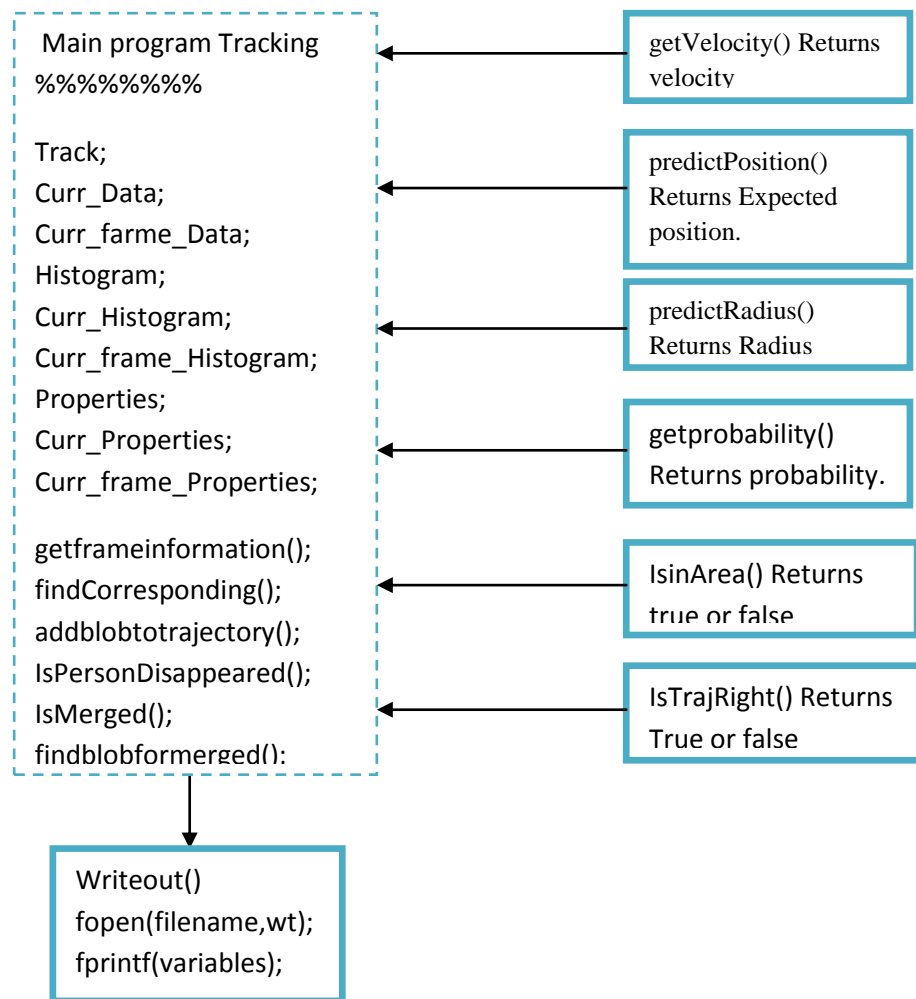 Main program Tracking
%%%%%%%%
Track;
Curr_Data;
Curr_farme_Data;
Histogram;
Curr_Histogram;
Curr_frame_Histogram;
Properties;
Curr_Properties;
Curr_frame_Properties;
getframeinformation();
findCorresponding();
addblobtotrajectory();
IsPersonDisappeared();
IsMerged();
findblobformerged();
getVelocity() Returns
velocity
predictPosition()
Returns Expected
position.
predictRadius()
Returns Radius
getprobability()
Returns probability.
IsinArea() Returns
true or false
IsTrajRight() Returns
True or false
Writeout()
fopen(filename,wt);
fprintf(variables);